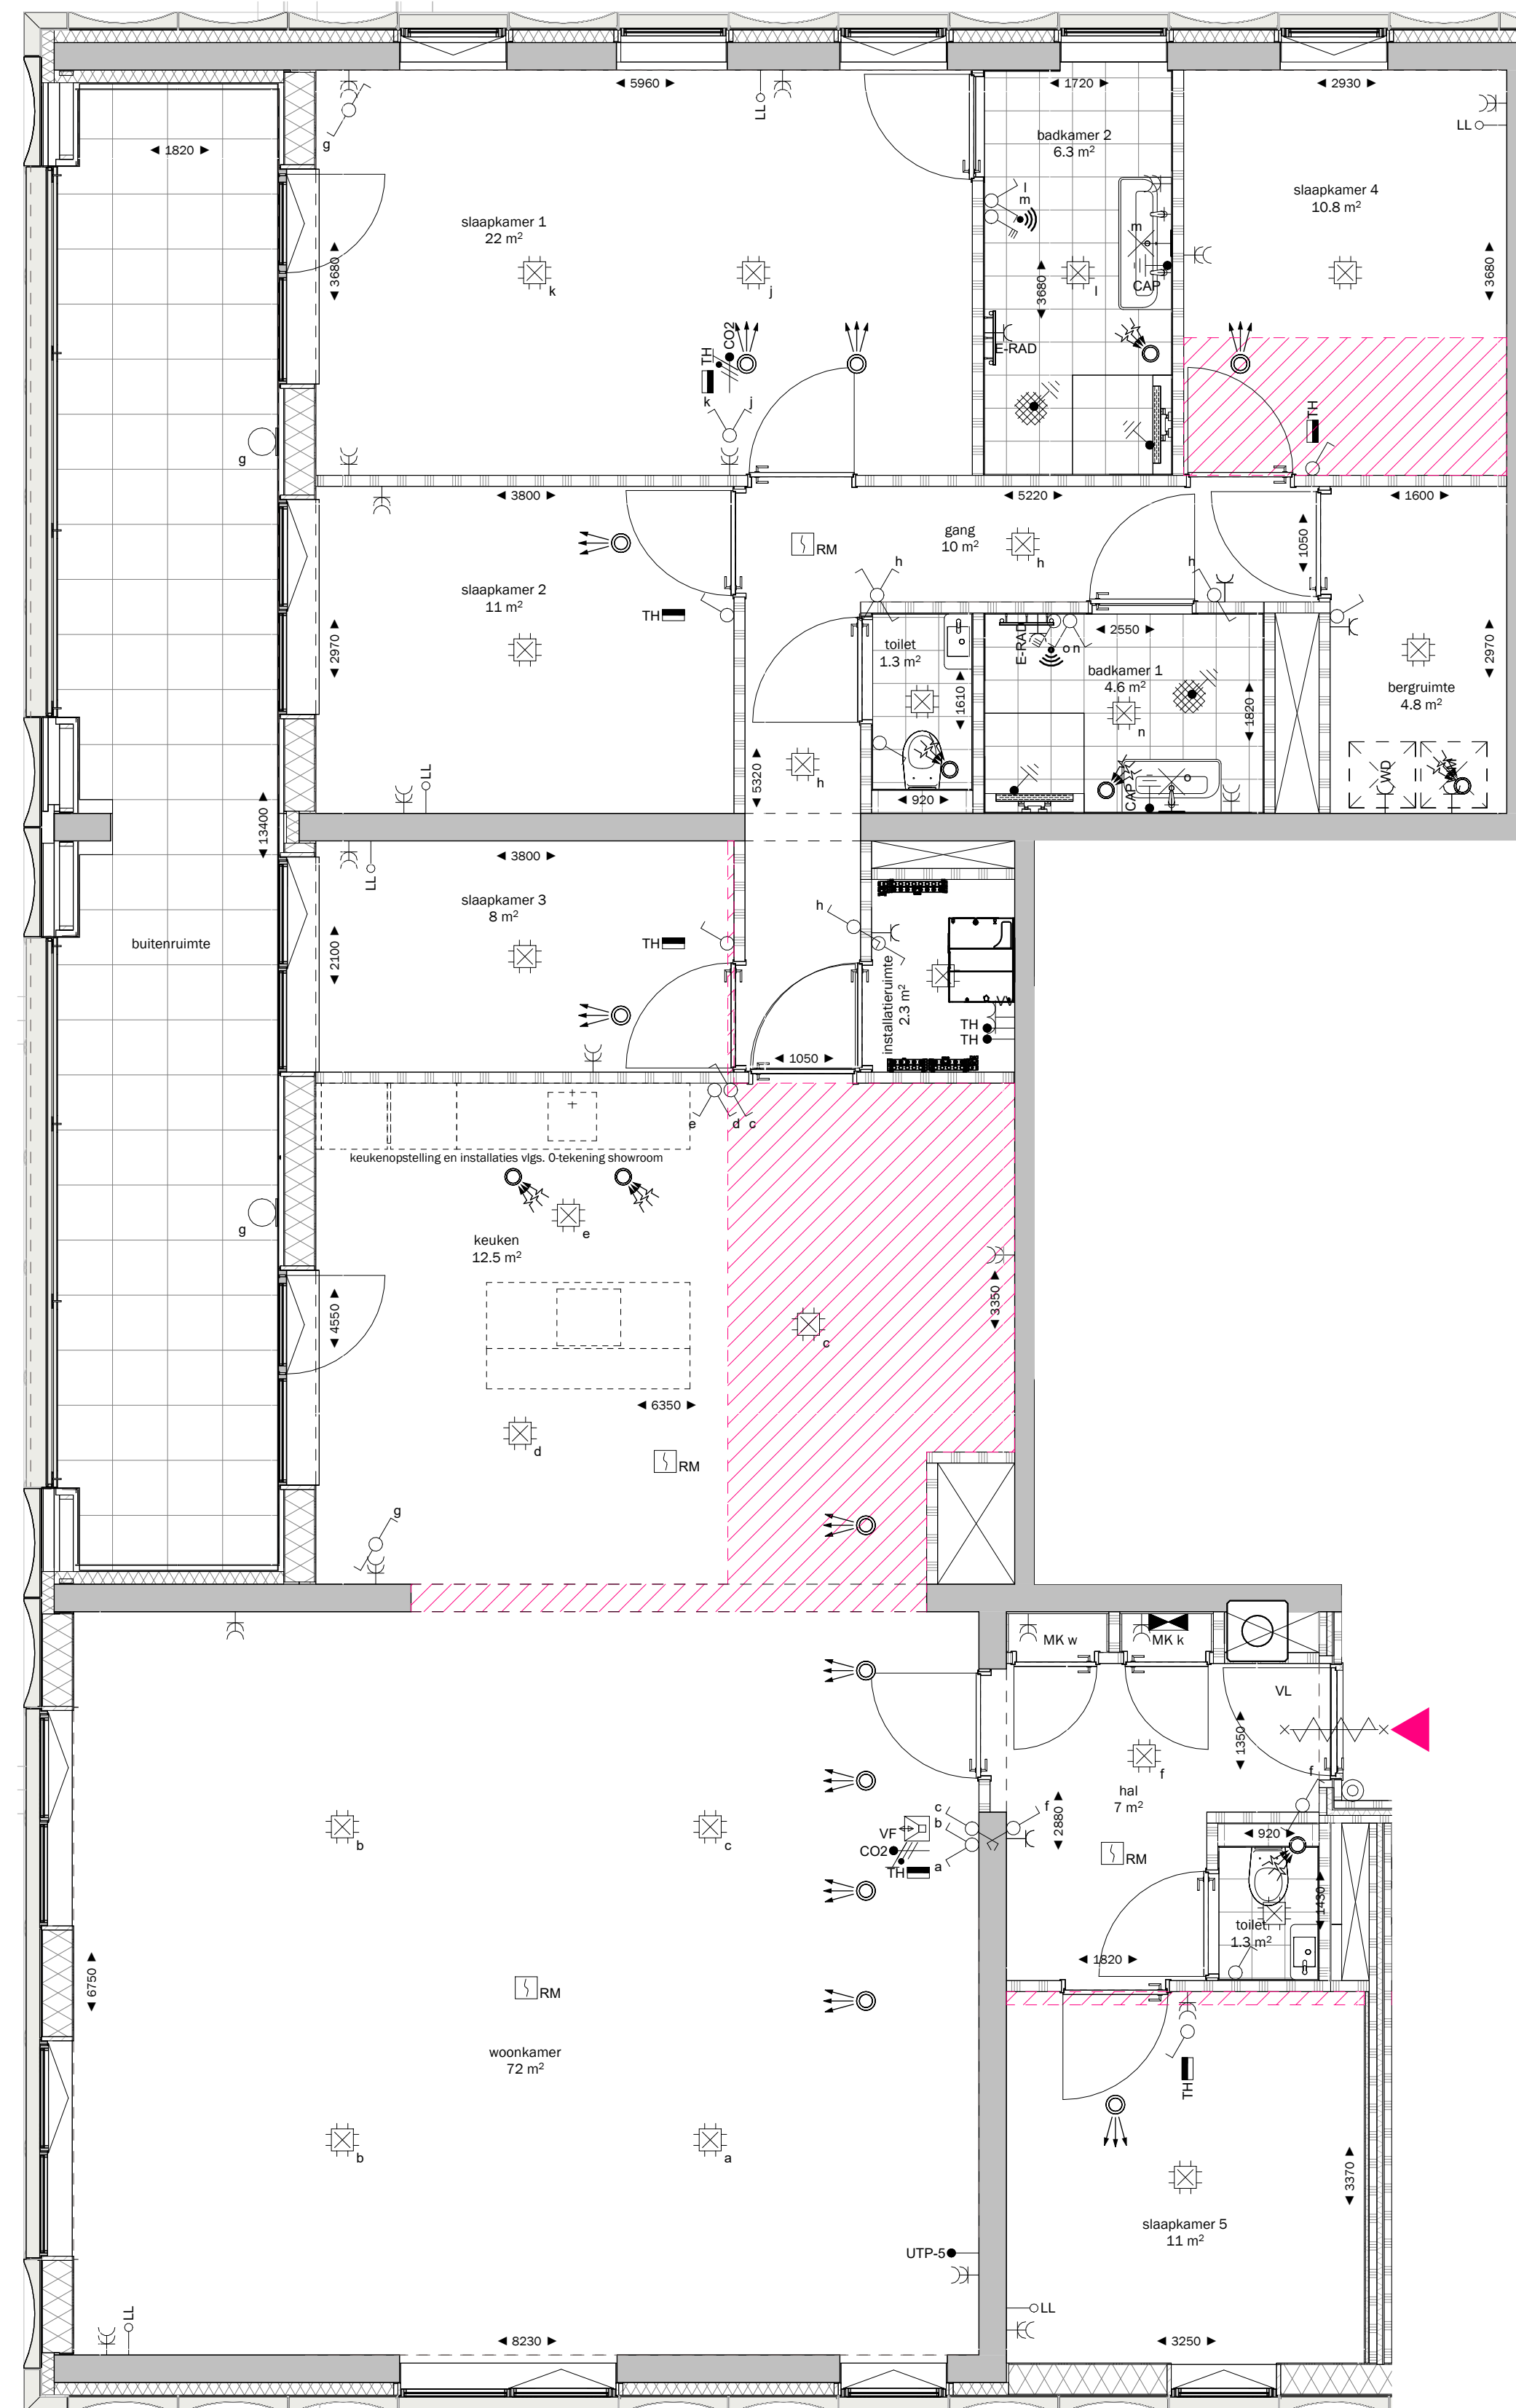 ◄ 5960 ►
◄ 1720 ►
◄ 2930 ►
LL
LL
g
◄ 1820 ►
badkamer 2
6.3 m²
slaapkamer 4
10.8 m²
l
m
slaapkamer 1
22 m²
m
◄ 3680 ►
◄ 3680 ►
◄ 3680 ►
k
j
l
CAP
TH
CO2
E-RAD
k
j
TH
g
◄ 3800 ►
◄ 5220 ►
◄ 1600 ►
gang
10 m²
RM
h
h
h
◄ 1050 ►
slaapkamer 2
11 m²
TH
◄ 2970 ►
toilet
1.3 m²
E-RAD
o n
◄ 2550 ►
badkamer 1
4.6 m²
n
◄ 1610 ►
◄ 1820 ►
◄ 2970 ►
bergruimte
4.8 m²
LL
◄ 5320 ►
h
◄ 920 ►
CAP
WD
◄ 13400 ►
◄ 3800 ►
LL
slaapkamer 3
8 m²
h
TH
buitenruimte
◄ 2100 ►
installatieruimte
2.3 m²
TH
TH
◄ 1050 ►
e
d
c
keukenopstelling en installaties vlgs. 0-tekening showroom
g
e
keuken
12.5 m²
◄ 4550 ►
◄ 3350 ►
c
◄ 6350 ►
d
RM
g
MK w
MK k
VL
◄ 1350 ►
f
f
hal
7 m²
b
c
c
b
a
VF
CO2
TH
f
◄ 2880 ►
◄ 920 ►
RM
◄ 1430 ►
toilet
1.3 m²
◄ 1820 ►
◄ 6750 ►
RM
woonkamer
72 m²
TH
b
a
◄ 3370 ►
slaapkamer 5
11 m²
UTP-5
LL
LL
◄ 8230 ►
◄ 3250 ►